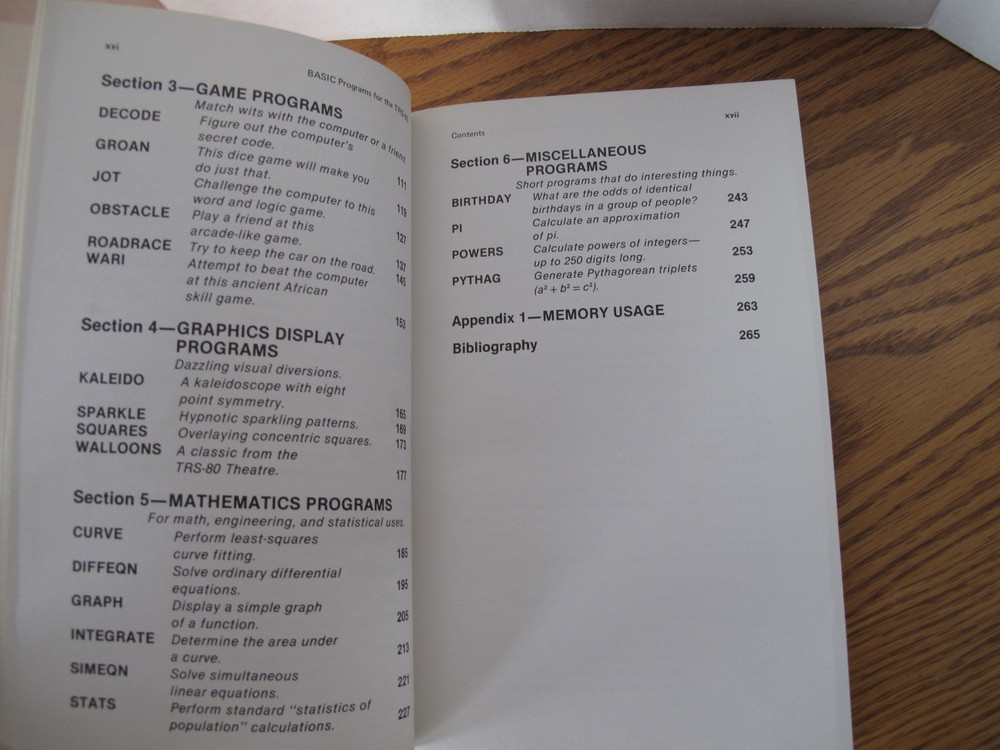 xvi
BASIC Programs for the TRS-80
Section 3—GAME PROGRAMS
Match wits with the computer or a friend.
DECODE Figure out the computer's
secret code. 111
GROAN This dice game will make you
do just that. 119
JOT Challenge the computer to this
word and logic game. 127
OBSTACLE Play a friend at this
arcade-like game. 137
ROADRACE Try to keep the car on the road. 145
WARI Attempt to beat the computer
at this ancient African
skill game. 153
Section 4—GRAPHICS DISPLAY
PROGRAMS
Dazzling visual diversions.
KALEIDO A kaleidoscope with eight
point symmetry. 165
SPARKLE Hypnotic sparkling patterns. 169
SQUARES Overlaying concentric squares. 173
WALLOONS A classic from the
TRS-80 Theatre. 177
Section 5—MATHEMATICS PROGRAMS
For math, engineering, and statistical uses.
CURVE Perform least-squares
curve fitting. 185
DIFFEQN Solve ordinary differential
equations. 195
GRAPH Display a simple graph
of a function. 205
INTEGRATE Determine the area under
a curve. 213
SIMEQN Solve simultaneous
linear equations. 221
STATS Perform standard "statistics of
population" calculations. 227
Contents xvii
Section 6—MISCELLANEOUS
PROGRAMS
Short programs that do interesting things.
BIRTHDAY What are the odds of identical
birthdays in a group of people? 243
PI Calculate an approximation
of pi. 247
POWERS Calculate powers of integers—
up to 250 digits long. 253
PYTHAG Generate Pythagorean triplets
(a² + b² = c²). 259
Appendix 1—MEMORY USAGE 263
Bibliography 265